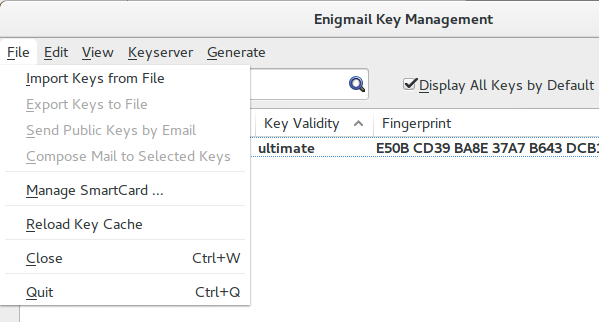 Enigmail Key Management
File Edit View Keyserver Generate
Import Keys from File
Display All Keys by Default
Export Keys to File
Send Public Keys by Email
Key Validity Fingerprint
Compose Mail to Selected Keys
ultimate E50B CD39 BA8E 37A7 B643 DCB1
Manage SmartCard ...
Reload Key Cache
Close Ctrl+W
Quit Ctrl+Q